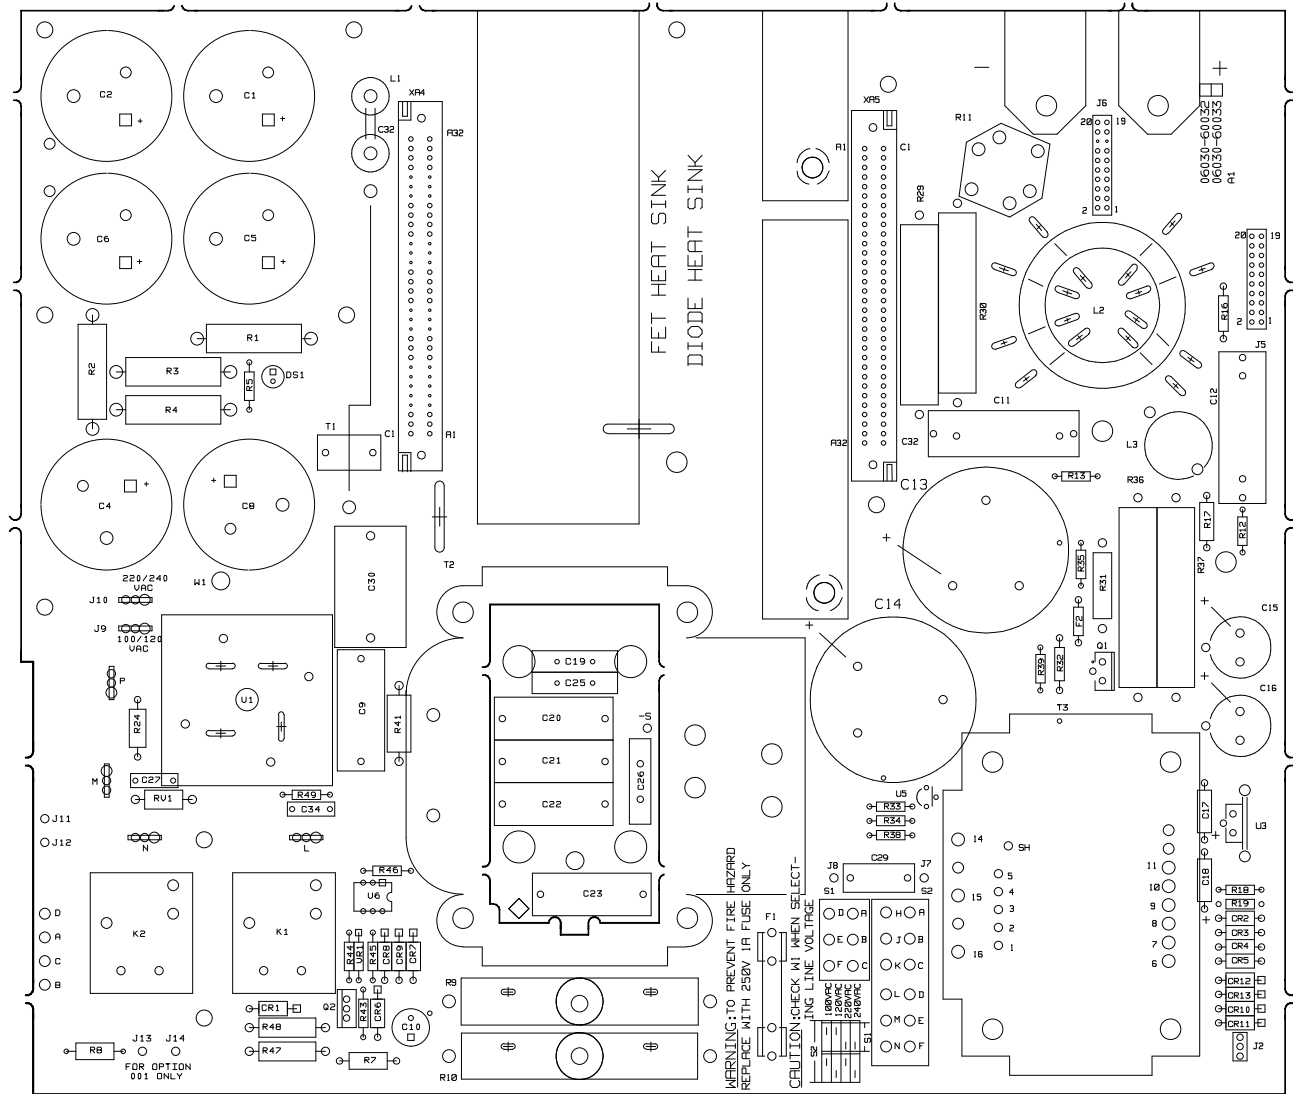 C2
C1
L1
XA4
C32
A32
C6
C5
R1
R2
R3
R4
R5
DS1
T1
C1
A1
C4
C8
T2
W1
220/240
VAC
J10
J9
100/120
VAC
P
R24
U1
C30
C9
R41
M
C27
RV1
R49
C34
J11
J12
N
L
R46
U6
D
A
C
B
K2
K1
R44
VR1
R45
CR8
CR9
CR7
CR1
Q2
R43
CR6
C10
R48
R47
R8
J13
J14
FOR OPTION
001 ONLY
R7
FET HEAT SINK
DIODE HEAT SINK
C19
C25
C20
-S
C21
C26
C22
C23
R9
R10
WARNING:TO PREVENT FIRE HAZARD
REPLACE WITH 250V 1A FUSE ONLY
F1
CAUTION:CHECK W1 WHEN SELECT-
ING LINE VOLTAGE
- +
XA5
A1
C1
R11
J6
20 19
2 1
06030-60032
06030-60033
A1
R29
R30
L2
20 19
2 1
J5
R16
C12
C11
A32
C32
L3
R13
R36
C13
+
R17
R12
R37
R35
R31
F2
Q1
R39
R32
C14
+
C15
+
C16
+
T3
U5
R33
R34
R38
C29
J8
J7
S1
S2
D A
E B
F C
H A
J B
K C
L D
M E
N F
100VAC
120VAC
220VAC
240VAC
S2
S1
14
SH
15
16
5
4
3
2
1
11
10
9
8
7
6
C17
+
U3
C18
+
R18
R19
CR2
CR3
CR4
CR5
CR12
CR13
CR10
CR11
J2